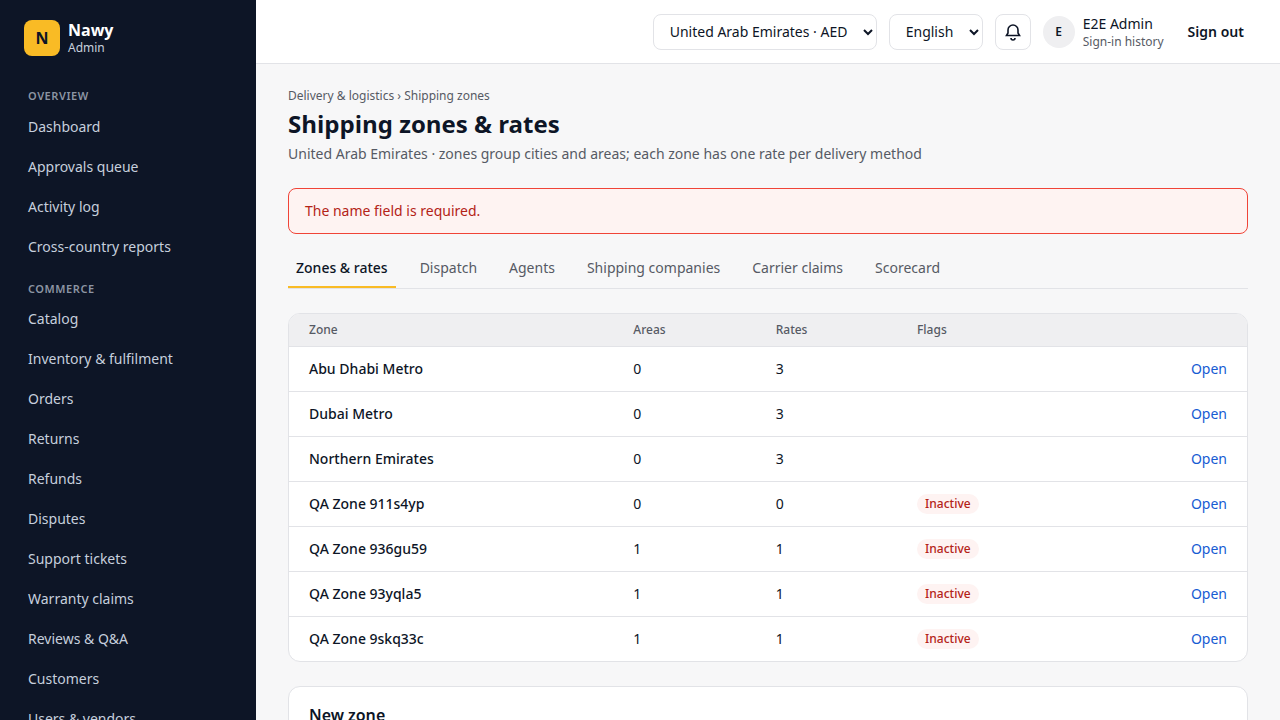 N
Nawy
Admin
OVERVIEW
Dashboard
Approvals queue
Activity log
Cross-country reports
COMMERCE
Catalog
Inventory & fulfilment
Orders
Returns
Refunds
Disputes
Support tickets
Warranty claims
Reviews & Q&A
Customers
Users & vendors
United Arab Emirates · AED
English
E
E2E Admin
Sign-in history
Sign out
Delivery & logistics › Shipping zones
Shipping zones & rates
United Arab Emirates · zones group cities and areas; each zone has one rate per delivery method
The name field is required.
Zones & rates Dispatch Agents Shipping companies Carrier claims Scorecard
Zone Areas Rates Flags
Abu Dhabi Metro 0 3 Open
Dubai Metro 0 3 Open
Northern Emirates 0 3 Open
QA Zone 911s4yp 0 0 Inactive Open
QA Zone 936gu59 1 1 Inactive Open
QA Zone 93yqla5 1 1 Inactive Open
QA Zone 9skq33c 1 1 Inactive Open
New zone